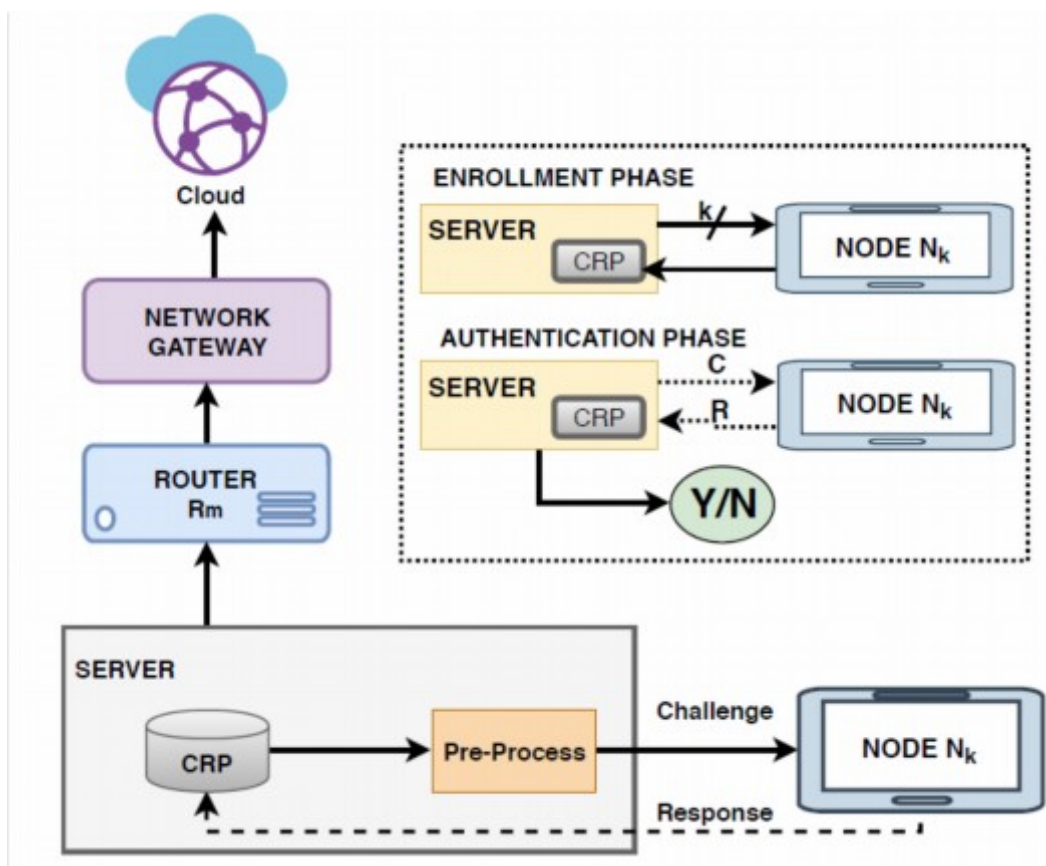 Cloud
NETWORK
GATEWAY
ROUTER
Rm
ENROLLMENT PHASE
SERVER
k
CRP
NODE Nk
AUTHENTICATION PHASE
SERVER
C
CRP
R
NODE Nk
Y/N
SERVER
CRP
Pre-Process
Challenge
NODE Nk
Response